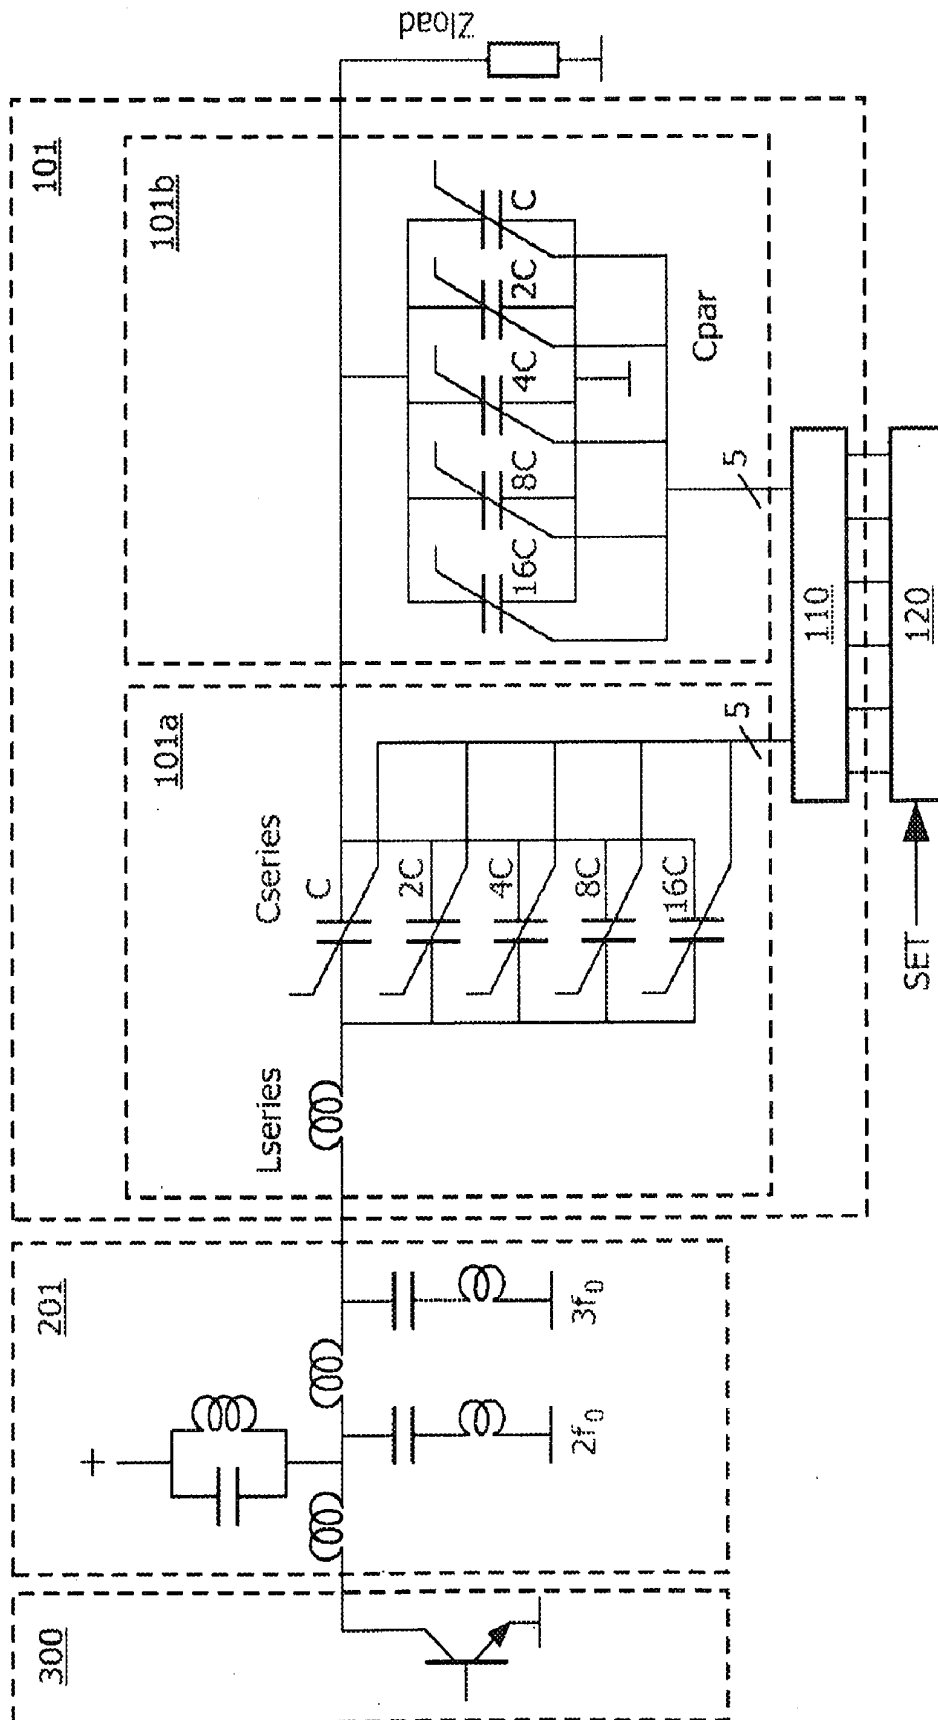 300
201
+
2f0
3f0
101
101a
Lseries
Cseries
C
2C
4C
8C
16C
5
101b
16C
8C
4C
2C
C
Cpar
5
Zload
110
120
SET